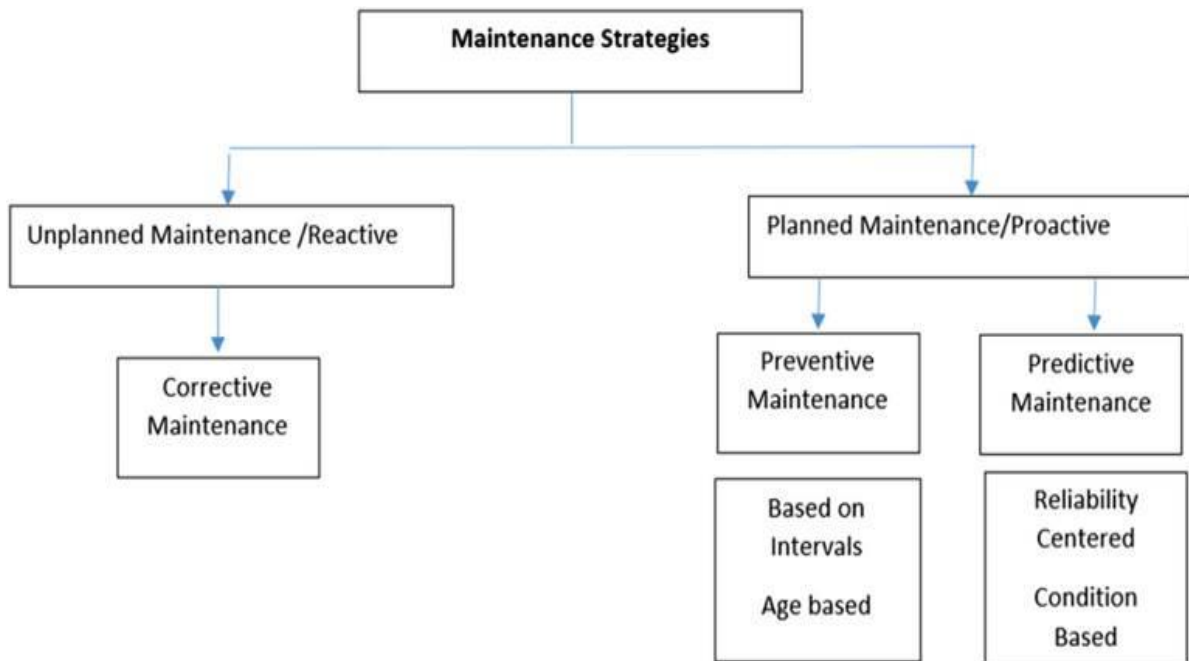 Maintenance Strategies
Unplanned Maintenance /Reactive
Planned Maintenance/Proactive
Corrective
Maintenance
Preventive
Maintenance
Predictive
Maintenance
Based on
Intervals
Age based
Reliability
Centered
Condition
Based